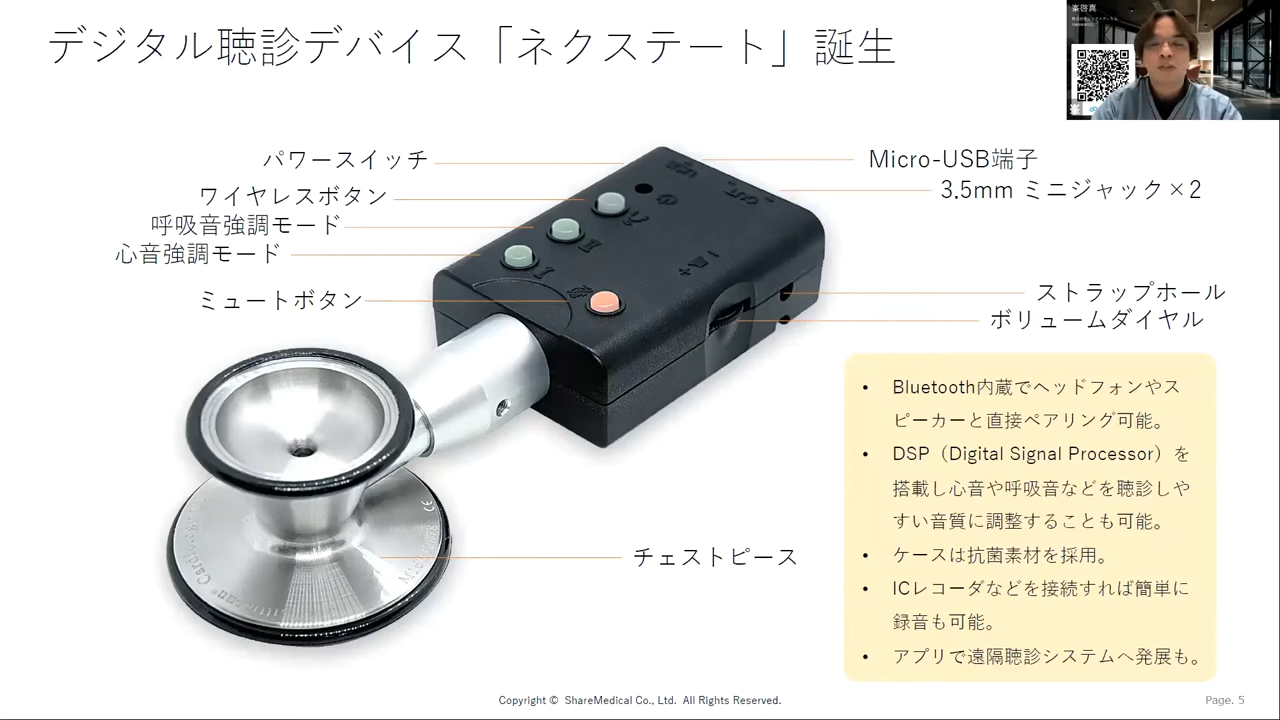 デジタル聴診デバイス「ネクステート」誕生
峯啓真
パワースイッチ
ワイヤレスボタン
呼吸音強調モード
心音強調モード
ミュートボタン
Micro-USB端子
3.5mm ミニジャック×2
ストラップホール
ボリュームダイヤル
チェストピース
• Bluetooth内蔵でヘッドフォンやス
ピーカーと直接ペアリング可能。
• DSP（Digital Signal Processor）を
搭載し心音や呼吸音などを聴診しや
すい音質に調整することも可能。
• ケースは抗菌素材を採用。
• ICレコーダなどを接続すれば簡単に
録音も可能。
• アプリで遠隔聴診システムへ発展も。
Copyright © ShareMedical Co., Ltd. All Rights Reserved.
Page. 5